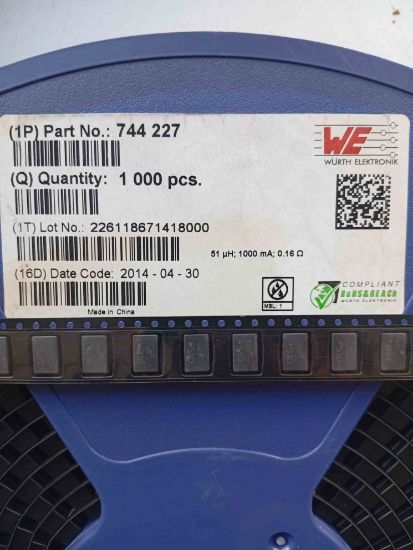 (1P) Part No.: 744 227
WE
WÜRTH ELEKTRONIK
(Q) Quantity: 1 000 pcs.
(1T) Lot No.: 226118671418000
51 µH; 1000 mA; 0.16 Ω
(16D) Date Code: 2014 - 04 - 30
Made in China
MSL: 1
COMPLIANT
RoHS&REACh
WÜRTH ELEKTRONIK